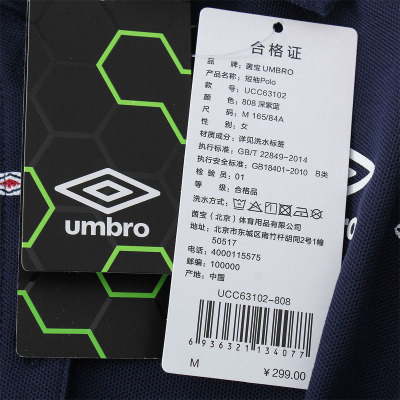 umbro
合格证
品 牌：茵宝 UMBRO
产品名称：短袖Polo
款 号：UCC63102
颜 色：808 深紫蓝
尺 码：M 165/84A
性 别：女
材质成分：详见洗水标签
执行标准：GB/T 22849-2014
执行安全标准：GB18401-2010 B类
检验员：01
等 级：合格品
洗水方式：
茵宝（北京）体育用品有限公司
地址：北京市东城区南竹杆胡同2号1幢
50517
电话：4000115575
邮编：100000
产地：中国
UCC63102-808
6 936321 134077
M
￥299.00